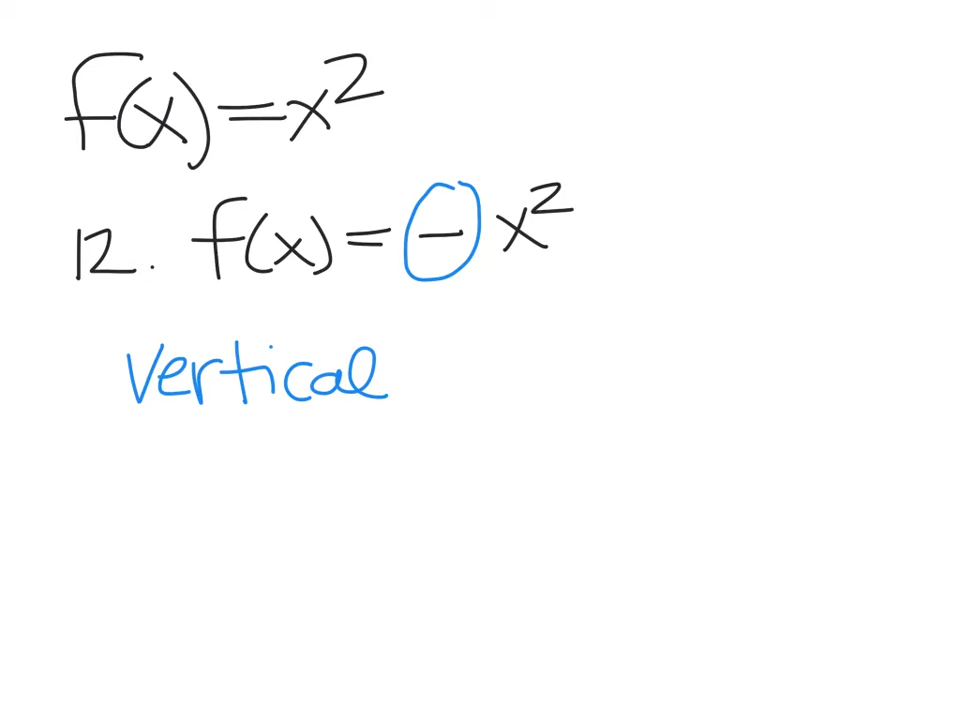 f(x)=x²
12. f(x)=-x²
vertical